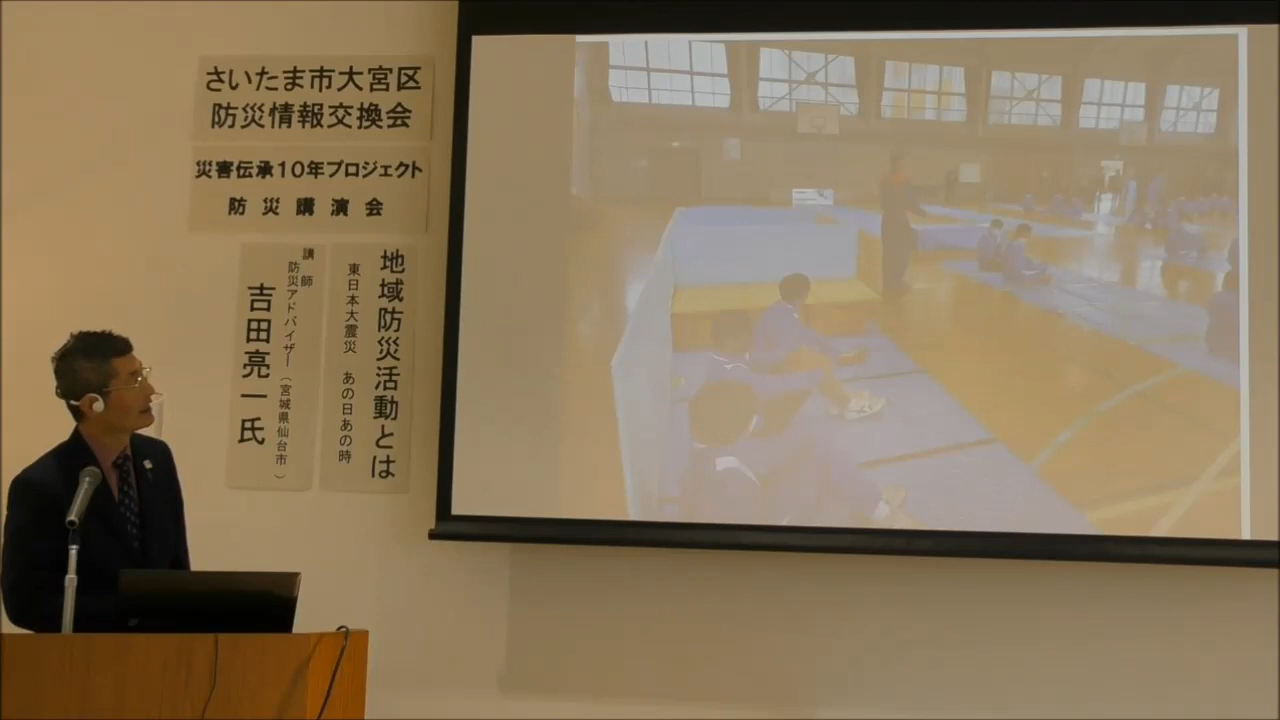 さいたま市大宮区
防災情報交換会
災害伝承10年プロジェクト
防災講演会
地域防災活動とは
東日本大震災 あの日あの時
講師
防災アドバイザー（宮城県仙台市）
吉田亮一氏